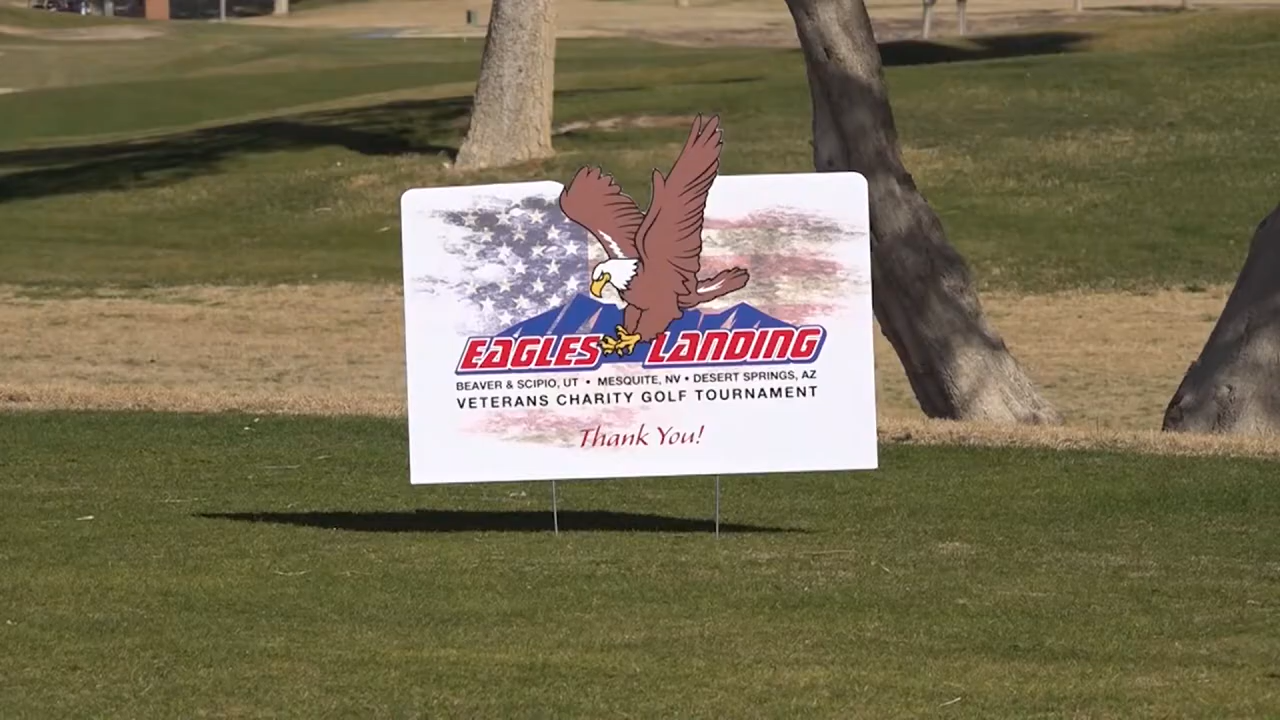 EAGLES LANDING
BEAVER & SCIPIO, UT • MESQUITE, NV • DESERT SPRINGS, AZ
VETERANS CHARITY GOLF TOURNAMENT
Thank You!